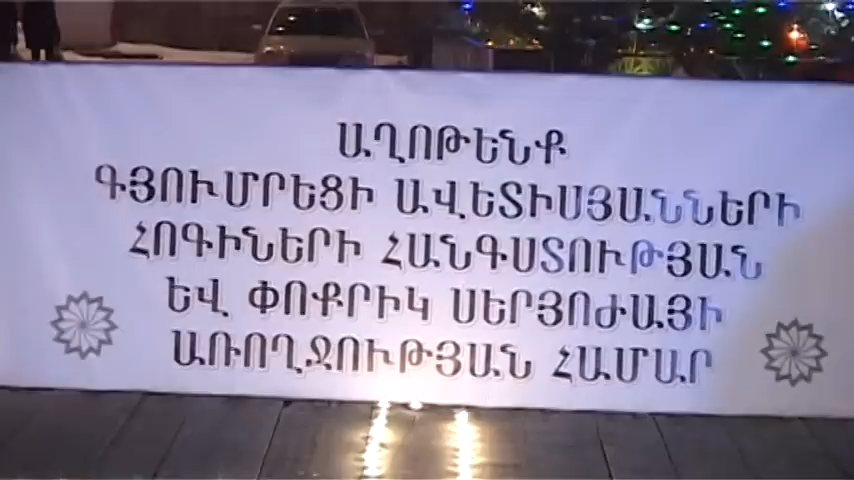 ԱՂՈԹԵՆՔ
ԳՅՈՒՄՐԵՑԻ ԱՎԵՏԻՍՅԱՆՆԵՐԻ
ՀՈԳԻՆԵՐԻ ՀԱՆԳՍՏՈՒԹՅԱՆ
ԵՎ ՓՈՔՐԻԿ ՍԵՐՅՈԺԱՅԻ
ԱՌՈՂՋՈՒԹՅԱՆ ՀԱՄԱՐ